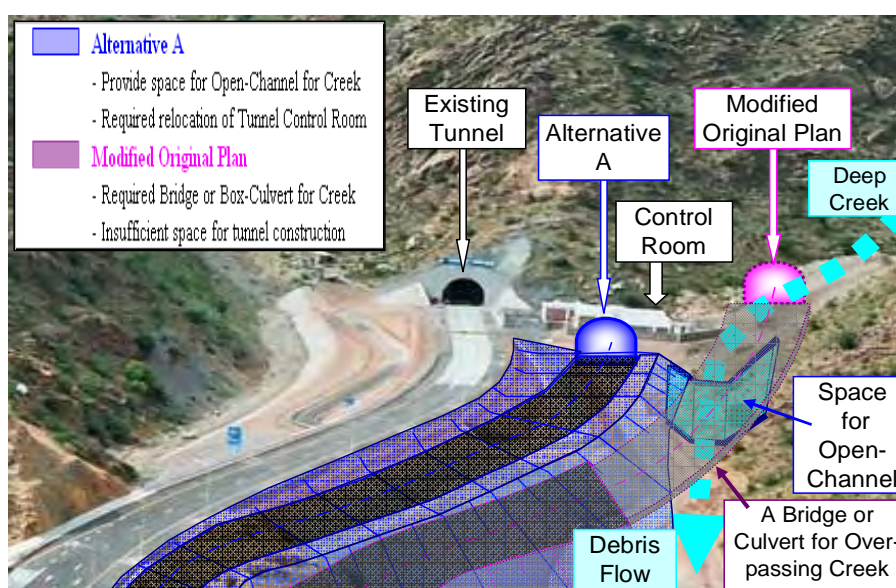 Alternative A
- Provide space for Open-Channel for Creek
- Required relocation of Tunnel Control Room
Modified Original Plan
- Required Bridge or Box-Culvert for Creek
- Insufficient space for tunnel construction
Existing
Tunnel
Alternative
A
Modified
Original Plan
Deep
Creek
Control
Room
Space
for
Open-
Channel
A Bridge or
Culvert for Over-
passing Creek
Debris
Flow